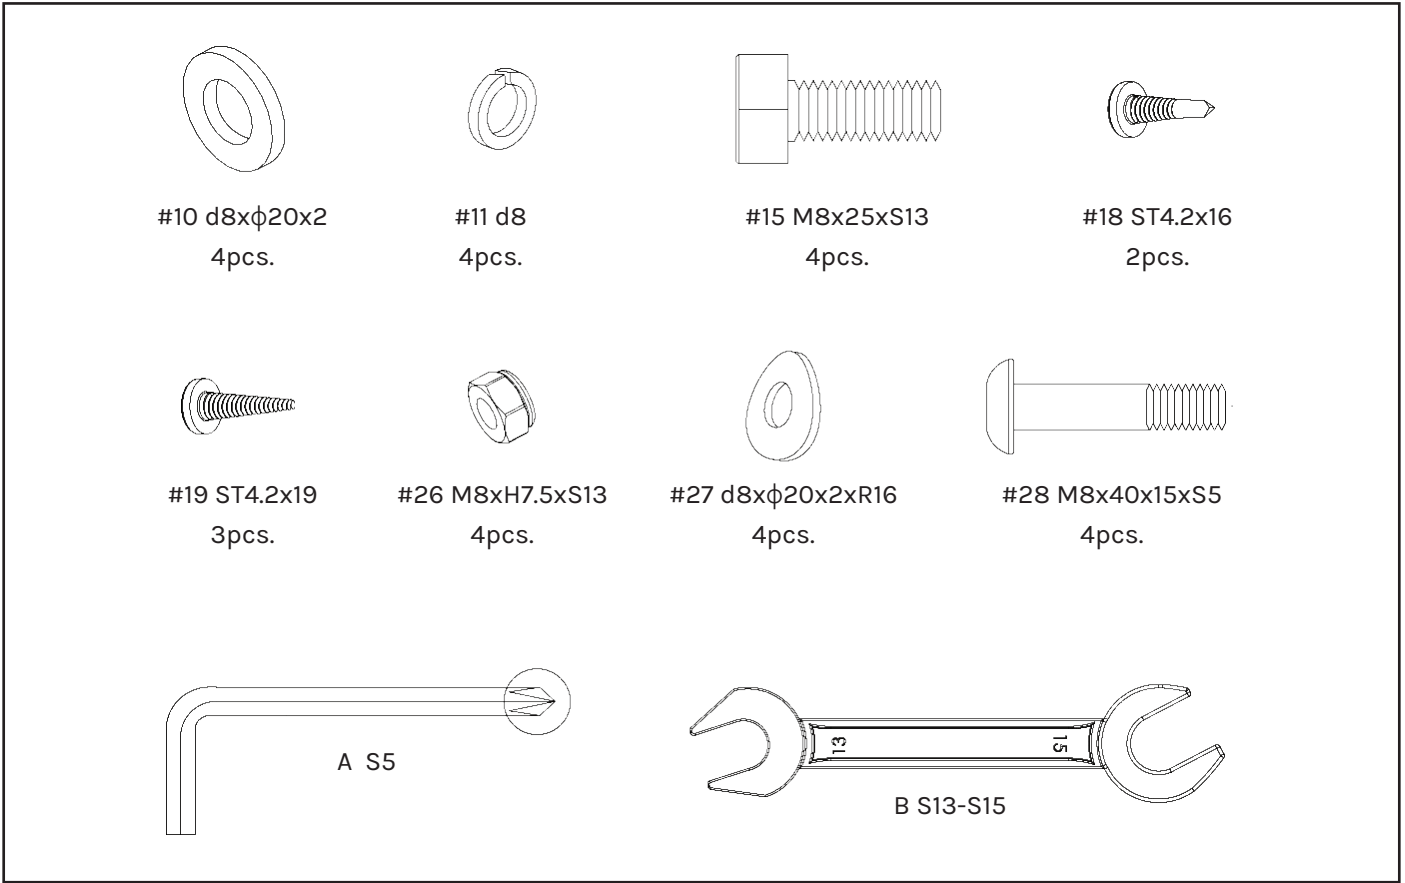 #10 d8xϕ20x2
4pcs.
#11 d8
4pcs.
#15 M8x25xS13
4pcs.
#18 ST4.2x16
2pcs.
#19 ST4.2x19
3pcs.
#26 M8xH7.5xS13
4pcs.
#27 d8xϕ20x2xR16
4pcs.
#28 M8x40x15xS5
4pcs.
A S5
13
15
B S13-S15